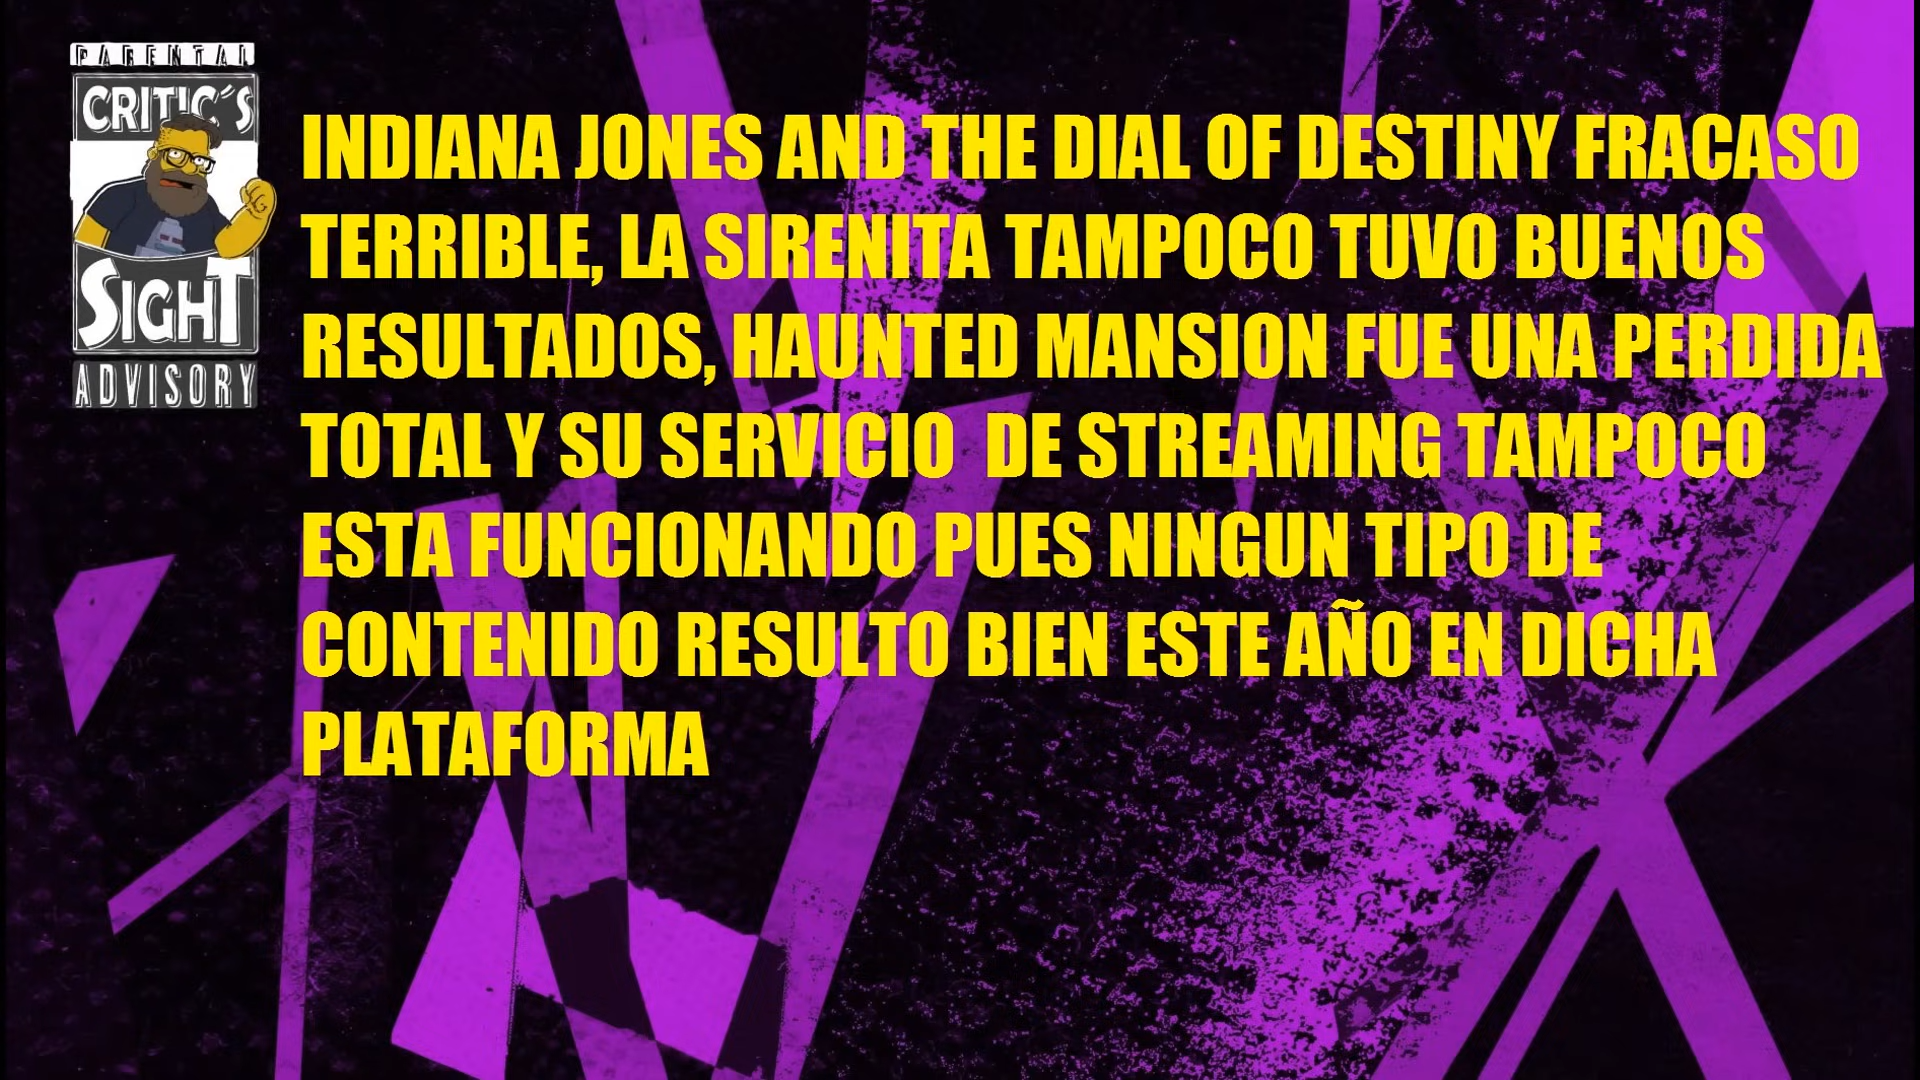 PARENTAL
CRITIC´S
SIGHT
ADVISORY
INDIANA JONES AND THE DIAL OF DESTINY FRACASO
TERRIBLE, LA SIRENITA TAMPOCO TUVO BUENOS
RESULTADOS, HAUNTED MANSION FUE UNA PERDIDA
TOTAL Y SU SERVICIO DE STREAMING TAMPOCO
ESTA FUNCIONANDO PUES NINGUN TIPO DE
CONTENIDO RESULTO BIEN ESTE AÑO EN DICHA
PLATAFORMA